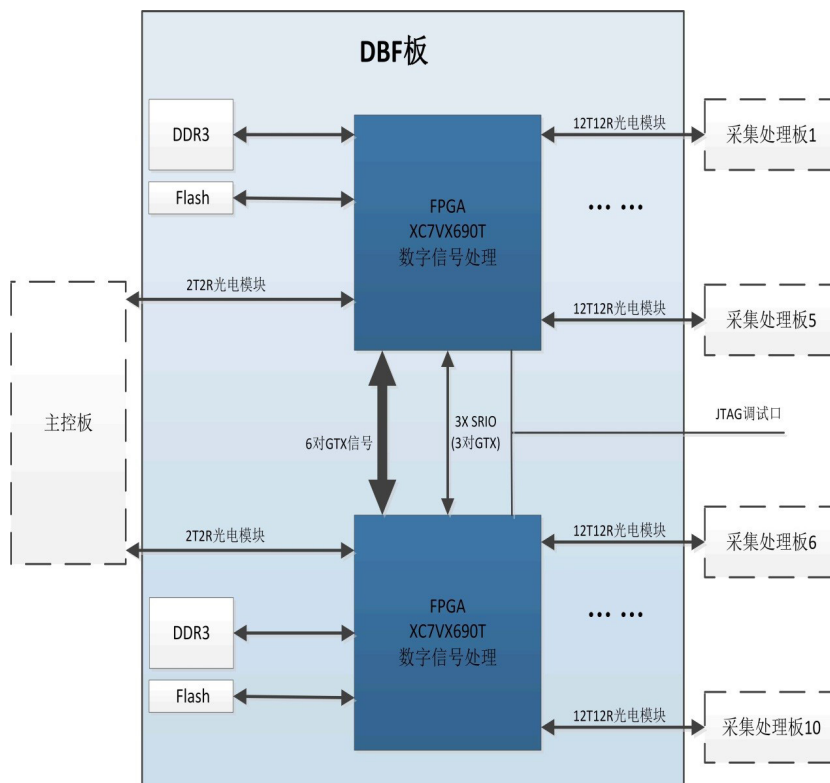 DBF板
DDR3
Flash
FPGA
XC7VX690T
数字信号处理
12T12R光电模块
采集处理板1
... ...
2T2R光电模块
12T12R光电模块
采集处理板5
主控板
6对GTX信号
3X SRIO
(3对GTX)
JTAG调试口
2T2R光电模块
12T12R光电模块
采集处理板6
FPGA
XC7VX690T
数字信号处理
... ...
DDR3
Flash
12T12R光电模块
采集处理板10